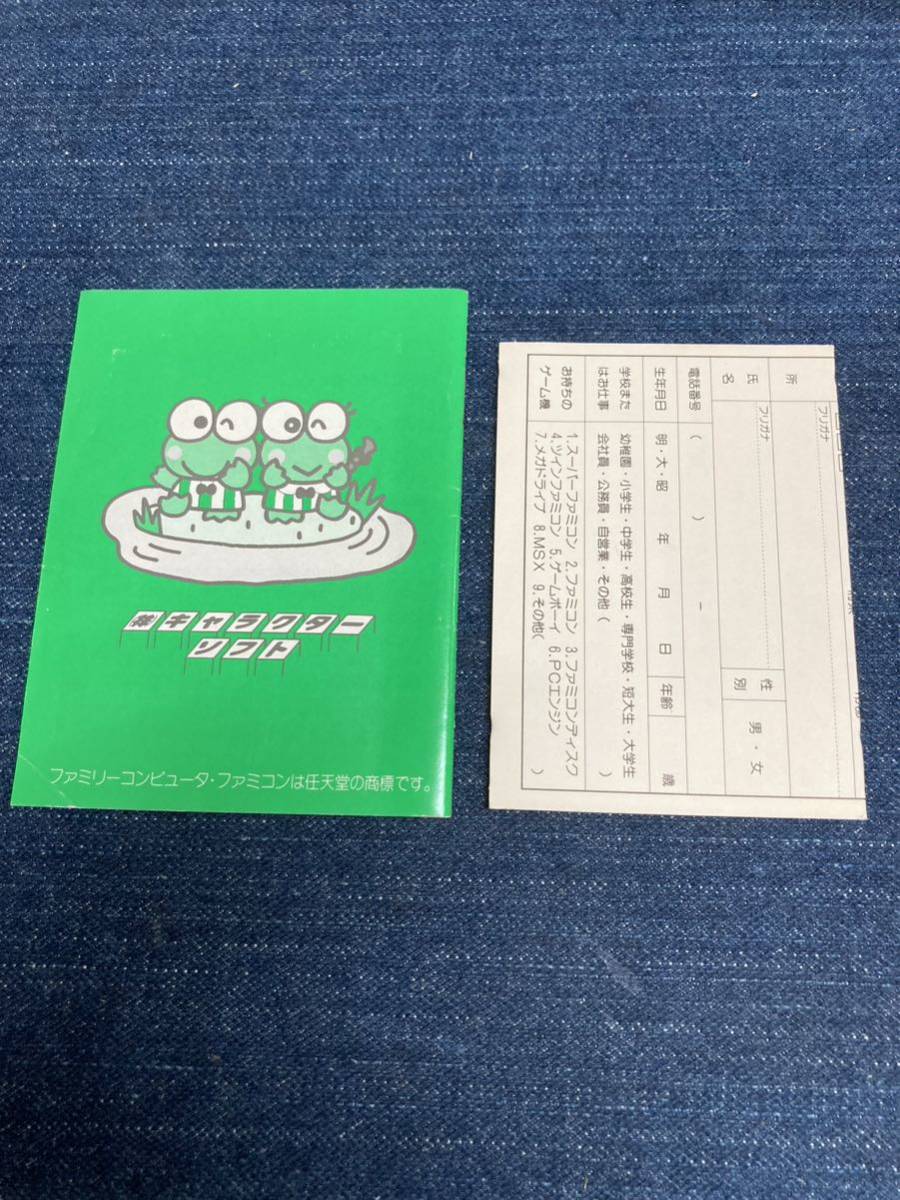 ㈱キャラクター
ソフト
ファミリーコンピュータ・ファミコンは任天堂の商標です。
所
フリガナ
氏
名
フリガナ
性
別
男・女
電話番号
( ) －
生年月日
明・大・昭 年 月 日
年齢
歳
学校また
はお仕事
幼稚園・小学生・中学生・高校生・専門学校・短大生・大学生
会社員・公務員・自営業・その他( )
お持ちの
ゲーム機
1.スーパーファミコン 2.ファミコン 3.ファミコンディスク
4.ツインファミコン 5.ゲームボーイ 6.PCエンジン
7.メガドライブ 8.MSX 9.その他( )